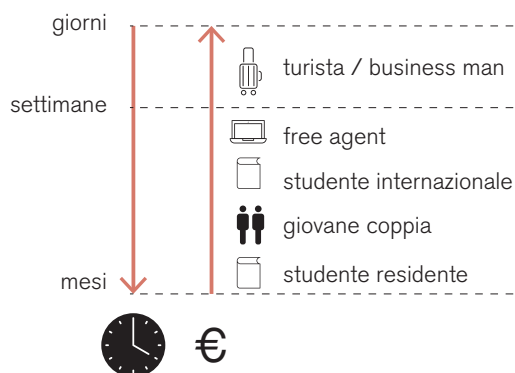 giorni
turista / business man
settimane
free agent
studente internazionale
giovane coppia
studente residente
mesi
€